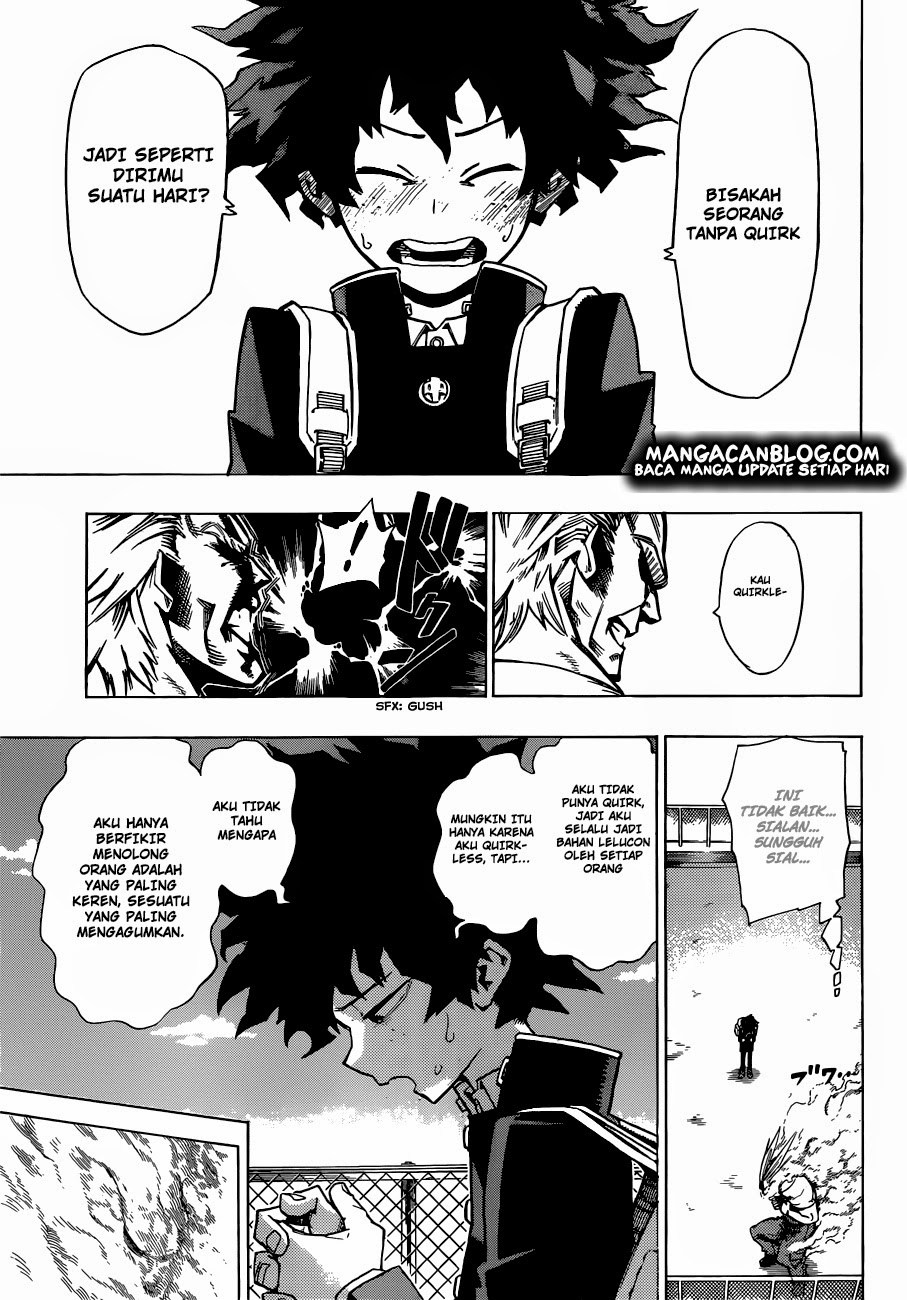 BISAKAH
SEORANG
TANPA QUIRK
JADI SEPERTI
DIRIMU
SUATU HARI?
MANGACANBLOG.COM
BACA MANGA UPDATE SETIAP HARI
KAU
QUIRKLE-
!
SFX: GUSH
INI
TIDAK BAIK...
SIALAN...
SUNGGUH
SIAL...
ブワ...
AKU TIDAK
PUNYA QUIRK,
JADI AKU
SELALU JADI
BAHAN LELUCON
OLEH SETIAP
ORANG
MUNGKIN ITU
HANYA KARENA
AKU QUIRK-
LESS, TAPI...
AKU TIDAK
TAHU
MENGAPA
AKU HANYA
BERFIKIR
MENOLONG
ORANG ADALAH
YANG PALING
KEREN, SESUATU
YANG PALING
MENGAGUMKAN.